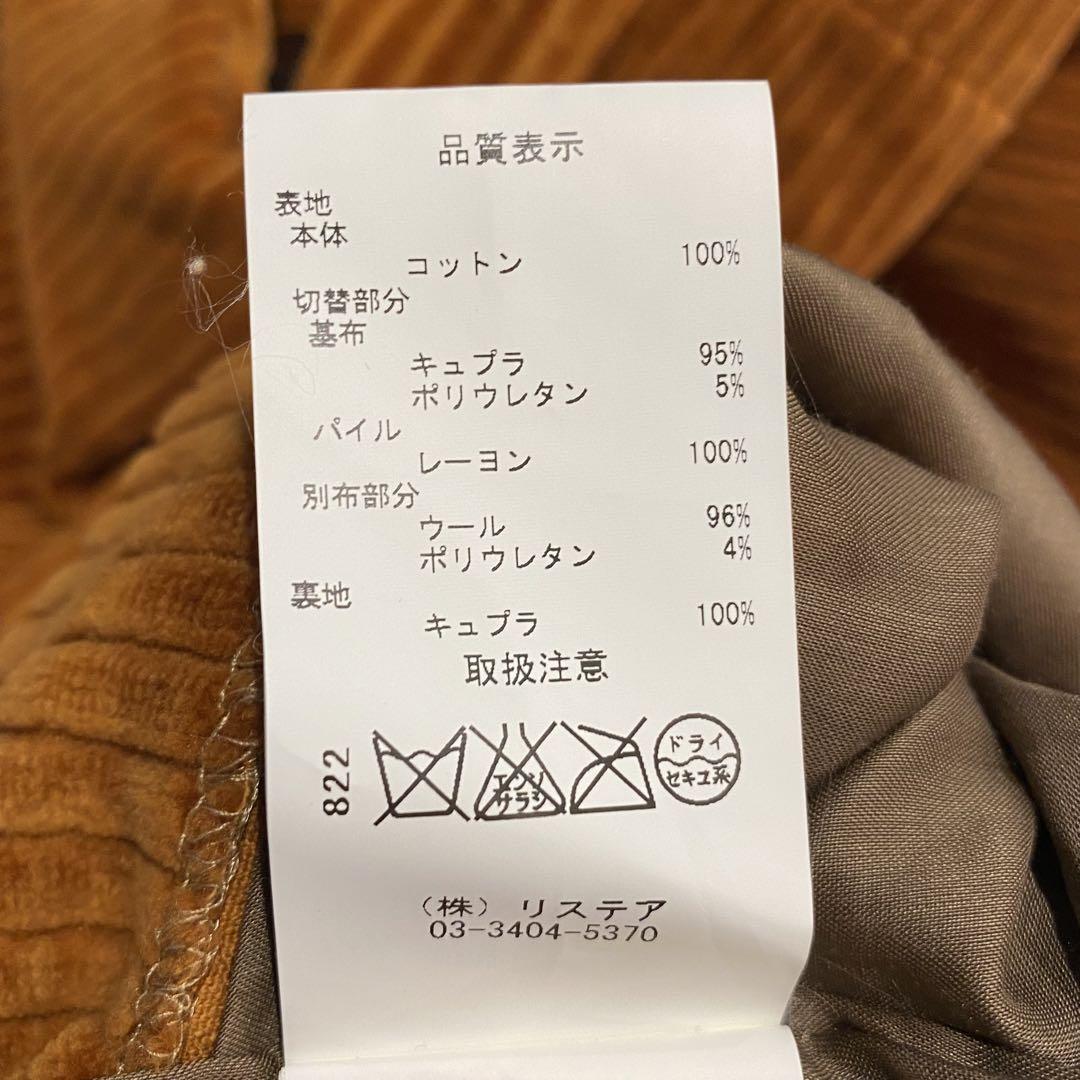 品質表示
表地
本体
コットン 100%
切替部分
基布
キュプラ 95%
ポリウレタン 5%
パイル
レーヨン 100%
別布部分
ウール 96%
ポリウレタン 4%
裏地
キュプラ 100%
取扱注意
822
エンソ
サラシ
ドライ
セキユ系
(株) リステア
03-3404-5370